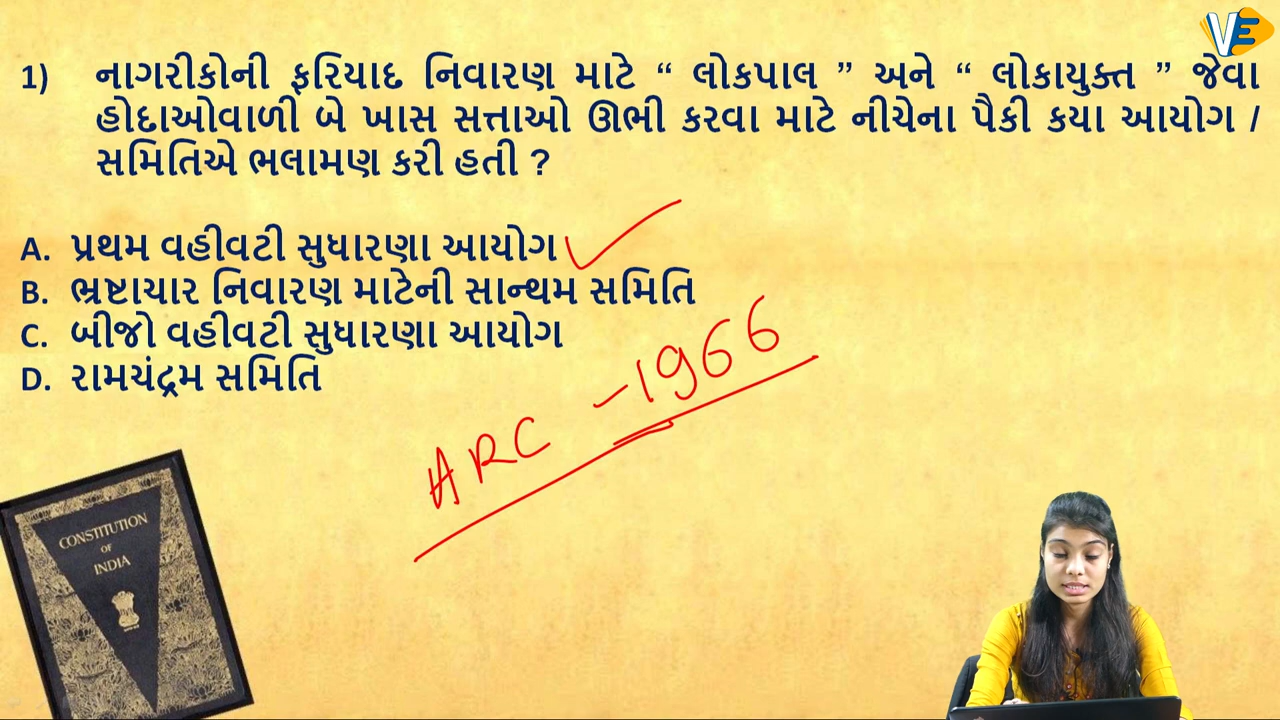 VE
1) નાગરીકોની ફરિયાદ નિવારણ માટે “ લોકપાલ ” અને “ લોકાયુક્ત ” જેવા
હોદાઓવાળી બે ખાસ સત્તાઓ ઊભી કરવા માટે નીચેના પૈકી કયા આયોગ /
સમિતિએ ભલામણ કરી હતી ?
A. પ્રથમ વહીવટી સુધારણા આયોગ
B. ભ્રષ્ટાચાર નિવારણ માટેની સાન્થમ સમિતિ
C. બીજો વહીવટી સુધારણા આયોગ
D. રામચંદ્રમ સમિતિ
ARC - 1966
CONSTITUTION
OF
INDIA